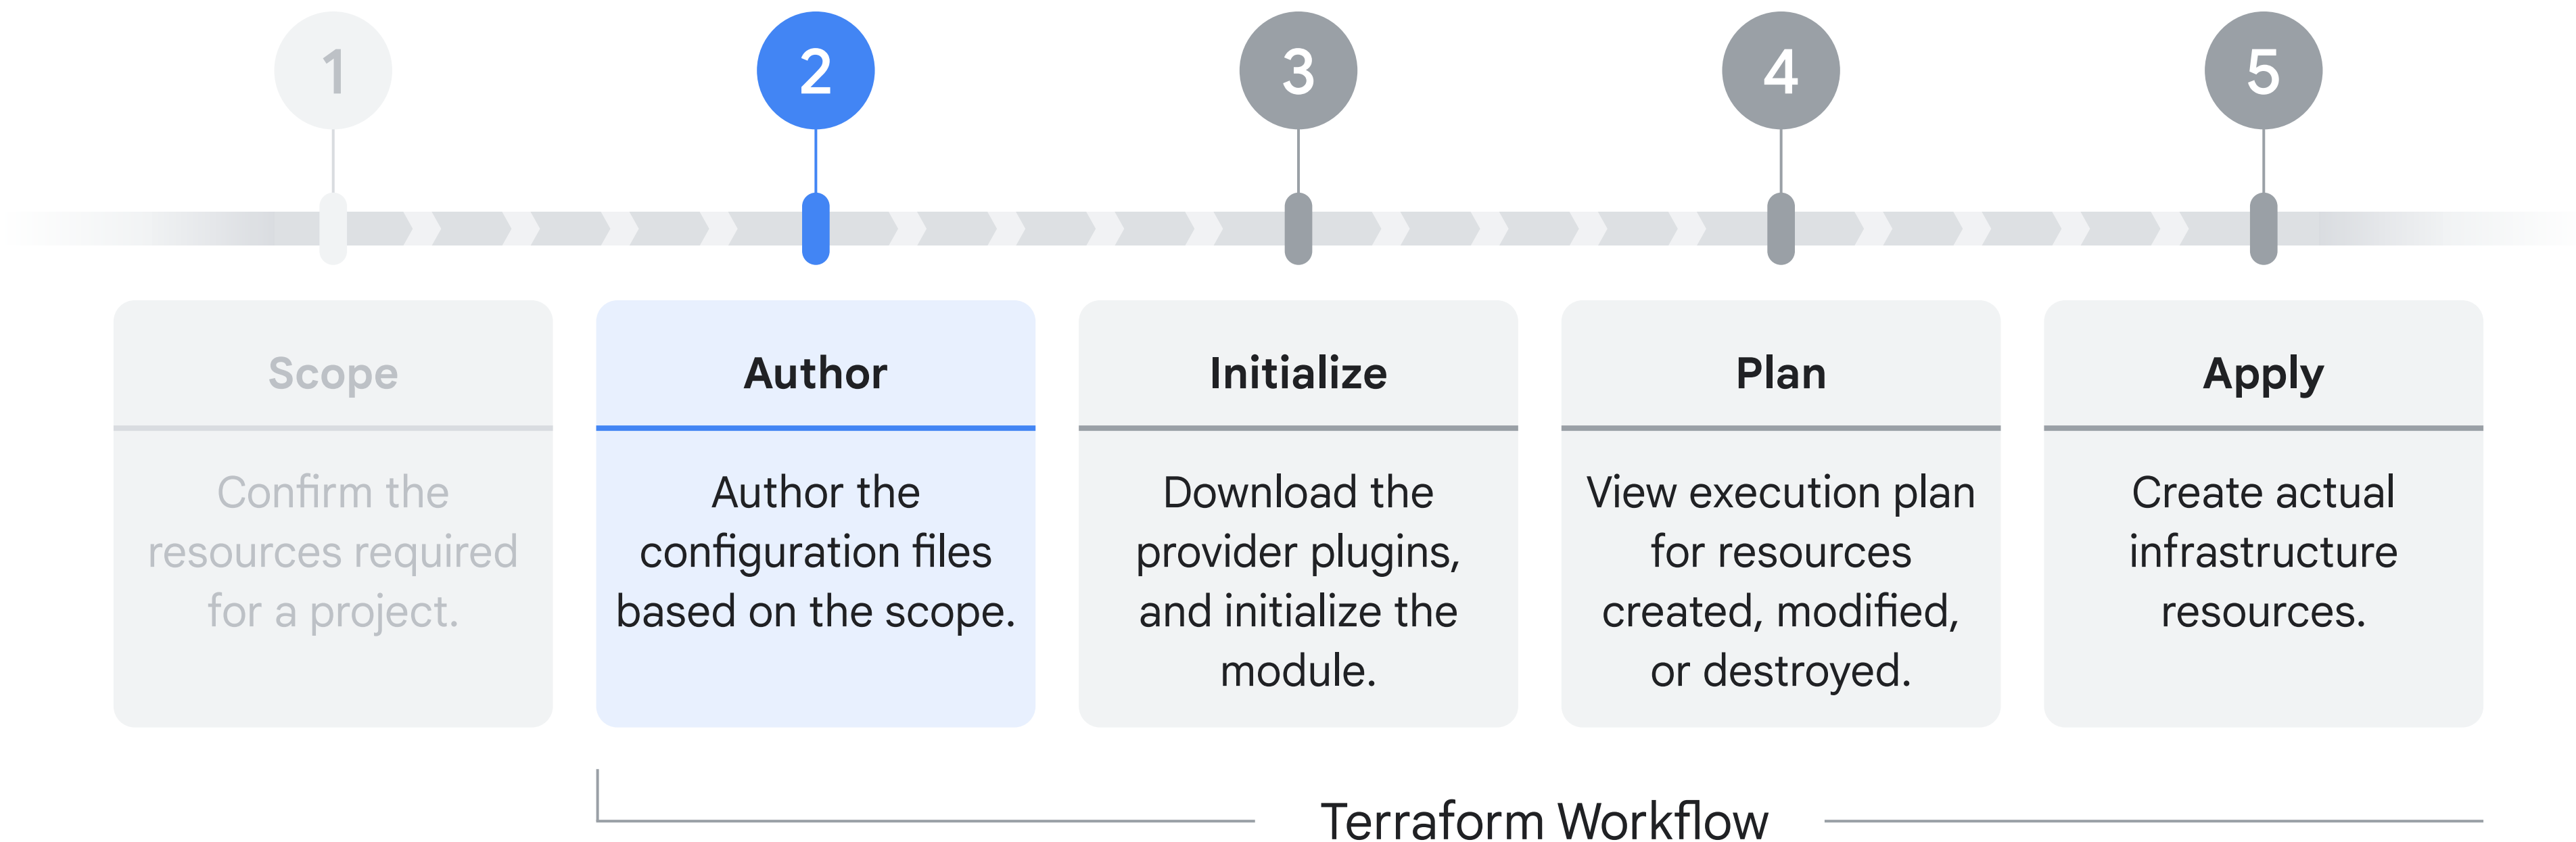 1
2
3
4
5
Scope
Confirm the
resources required
for a project.
Author
Author the
configuration files
based on the scope.
Initialize
Download the
provider plugins,
and initialize the
module.
Plan
View execution plan
for resources
created, modified,
or destroyed.
Apply
Create actual
infrastructure
resources.
Terraform Workflow